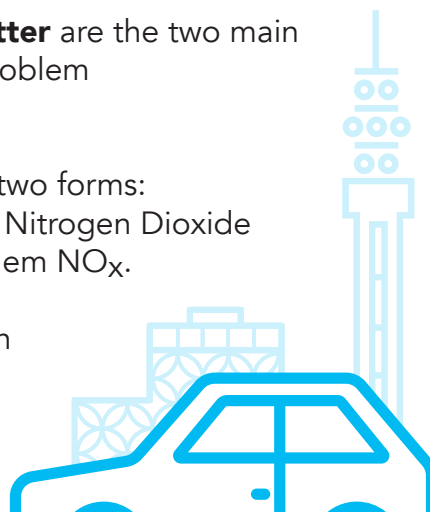 tter are the two main
oblem
two forms:
Nitrogen Dioxide
em NOx.
n